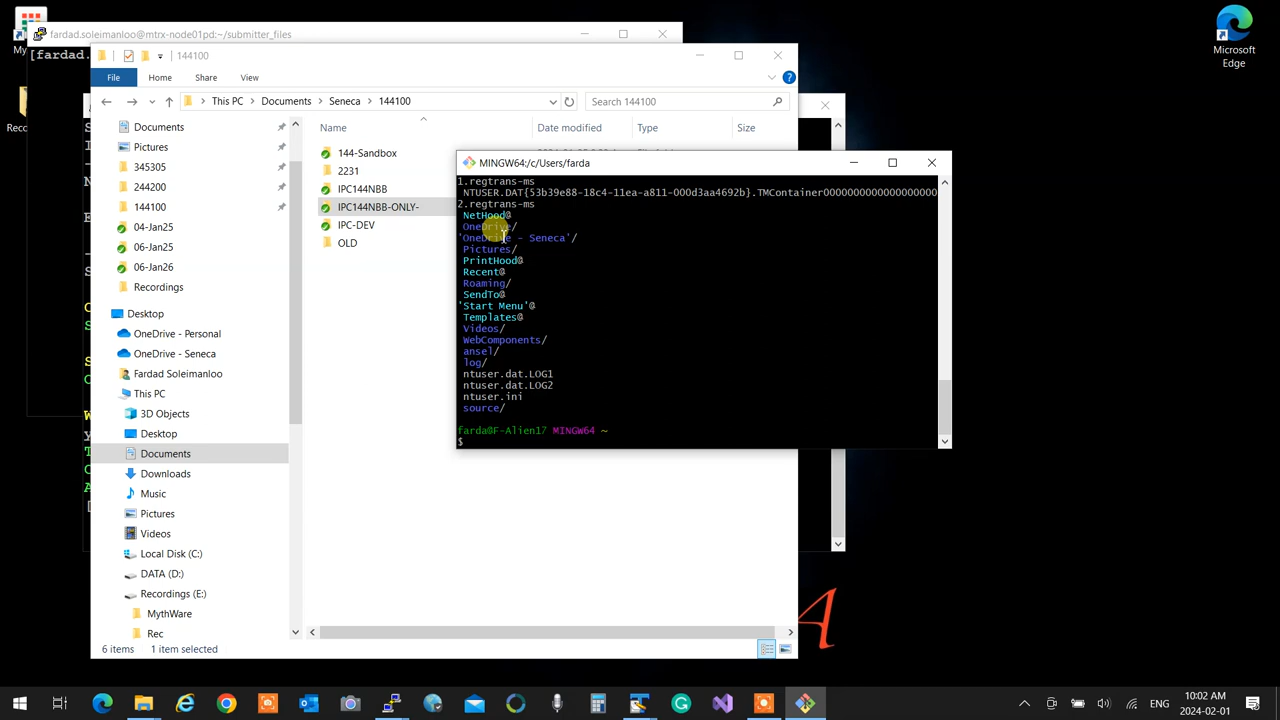 My
fardad.soleimanloo@mtrx-node01pd:~/submitter_files
[fardad.
144100
File
Home
Share
View
This PC
Documents
Seneca
144100
Search 144100
Name
Date modified
Type
Size
Documents
Pictures
345305
244200
144100
04-Jan25
06-Jan25
06-Jan26
Recordings
Desktop
OneDrive - Personal
OneDrive - Seneca
Fardad Soleimanloo
This PC
3D Objects
Desktop
Documents
Downloads
Music
Pictures
Videos
Local Disk (C:)
DATA (D:)
Recordings (E:)
MythWare
Rec
144-Sandbox
2231
IPC144NBB
IPC144NBB-ONLY-
IPC-DEV
OLD
6 items
1 item selected
MINGW64:/c/Users/farda
1.regtrans-ms
NTUSER.DAT{53b39e88-18c4-11ea-a811-000d3aa4692b}.TMContainer00000000000000000
2.regtrans-ms
NetHood@
OneDrive/
'OneDrive - Seneca'/
Pictures/
PrintHood@
Recent@
Roaming/
SendTo@
'Start Menu'@
Templates@
Videos/
WebComponents/
ansel/
log/
ntuser.dat.LOG1
ntuser.dat.LOG2
ntuser.ini
source/
farda@F-Alien17 MINGW64 ~
$
Microsoft
Edge
A
ENG
10:02 AM
2024-02-01